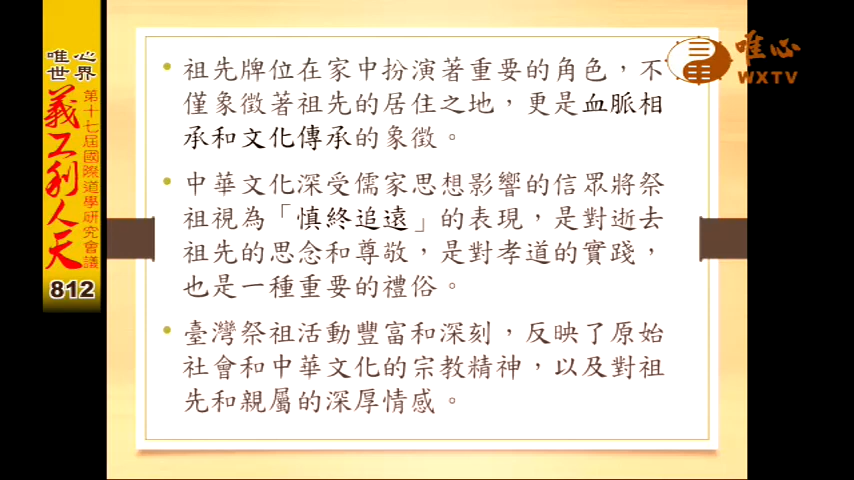 唯心
世界
義工利人天
第十七屆國際道學研究會議
812
唯心
WXTV
• 祖先牌位在家中扮演著重要的角色，不
僅象徵著祖先的居住之地，更是血脈相
承和文化傳承的象徵。
• 中華文化深受儒家思想影響的信眾將祭
祖視為「慎終追遠」的表現，是對逝去
祖先的思念和尊敬，是對孝道的實踐，
也是一種重要的禮俗。
• 臺灣祭祖活動豐富和深刻，反映了原始
社會和中華文化的宗教精神，以及對祖
先和親屬的深厚情感。